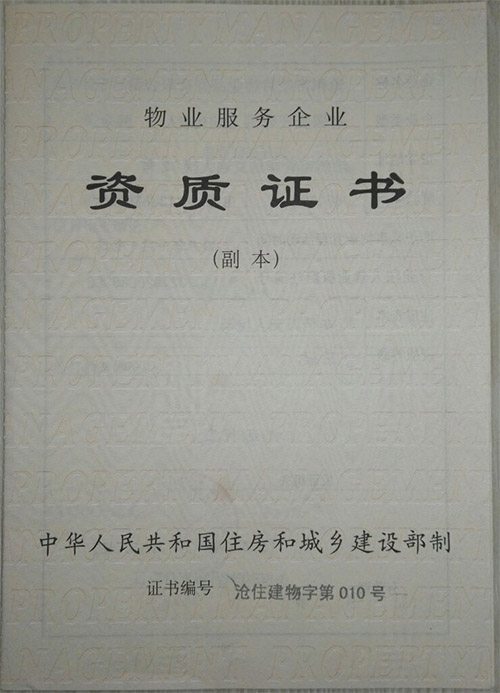 物业服务企业
资质证书
(副本)
中华人民共和国住房和城乡建设部制
证书编号 沧住建物字第010号
PROPERTY MANAGEMENT